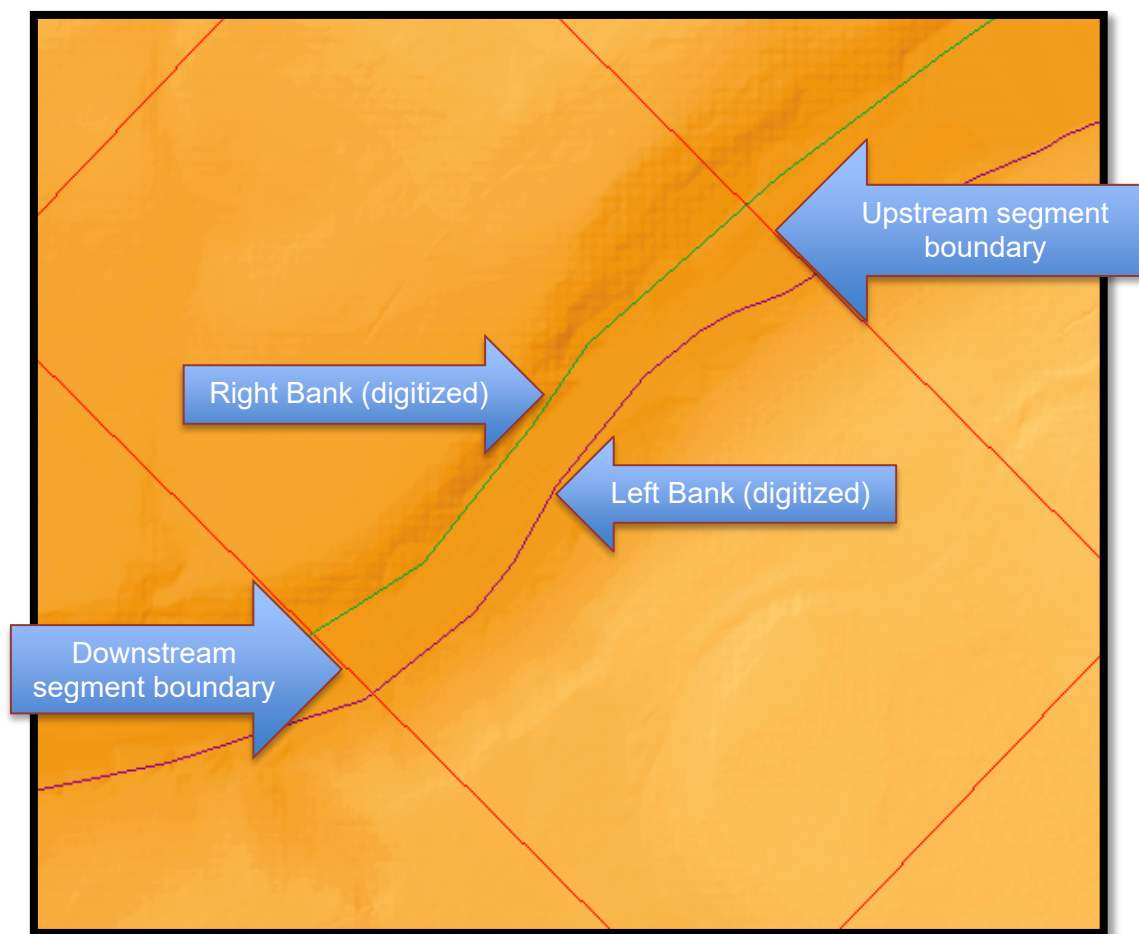 Upstream segment
boundary
Right Bank (digitized)
Left Bank (digitized)
Downstream
segment boundary